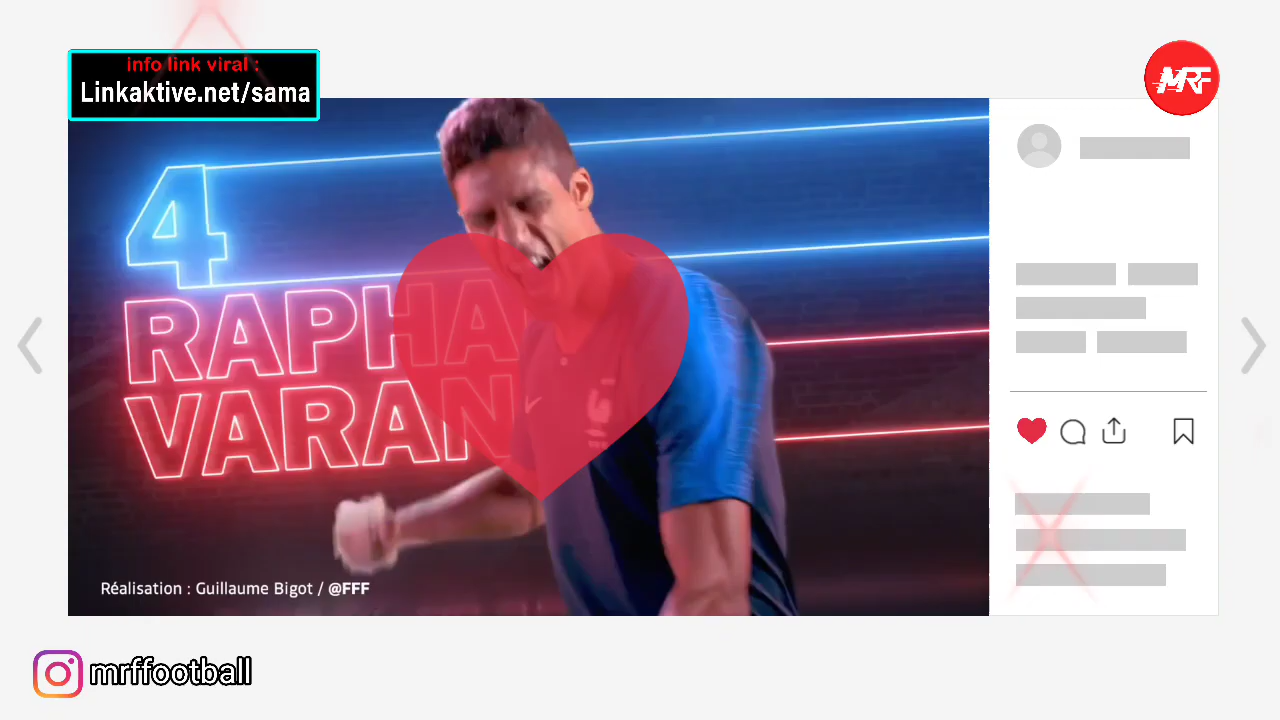 info link viral :
Linkaktive.net/sama
MRF
4
RAPHA
VARAN
Réalisation : Guillaume Bigot / @FFF
mrffootball